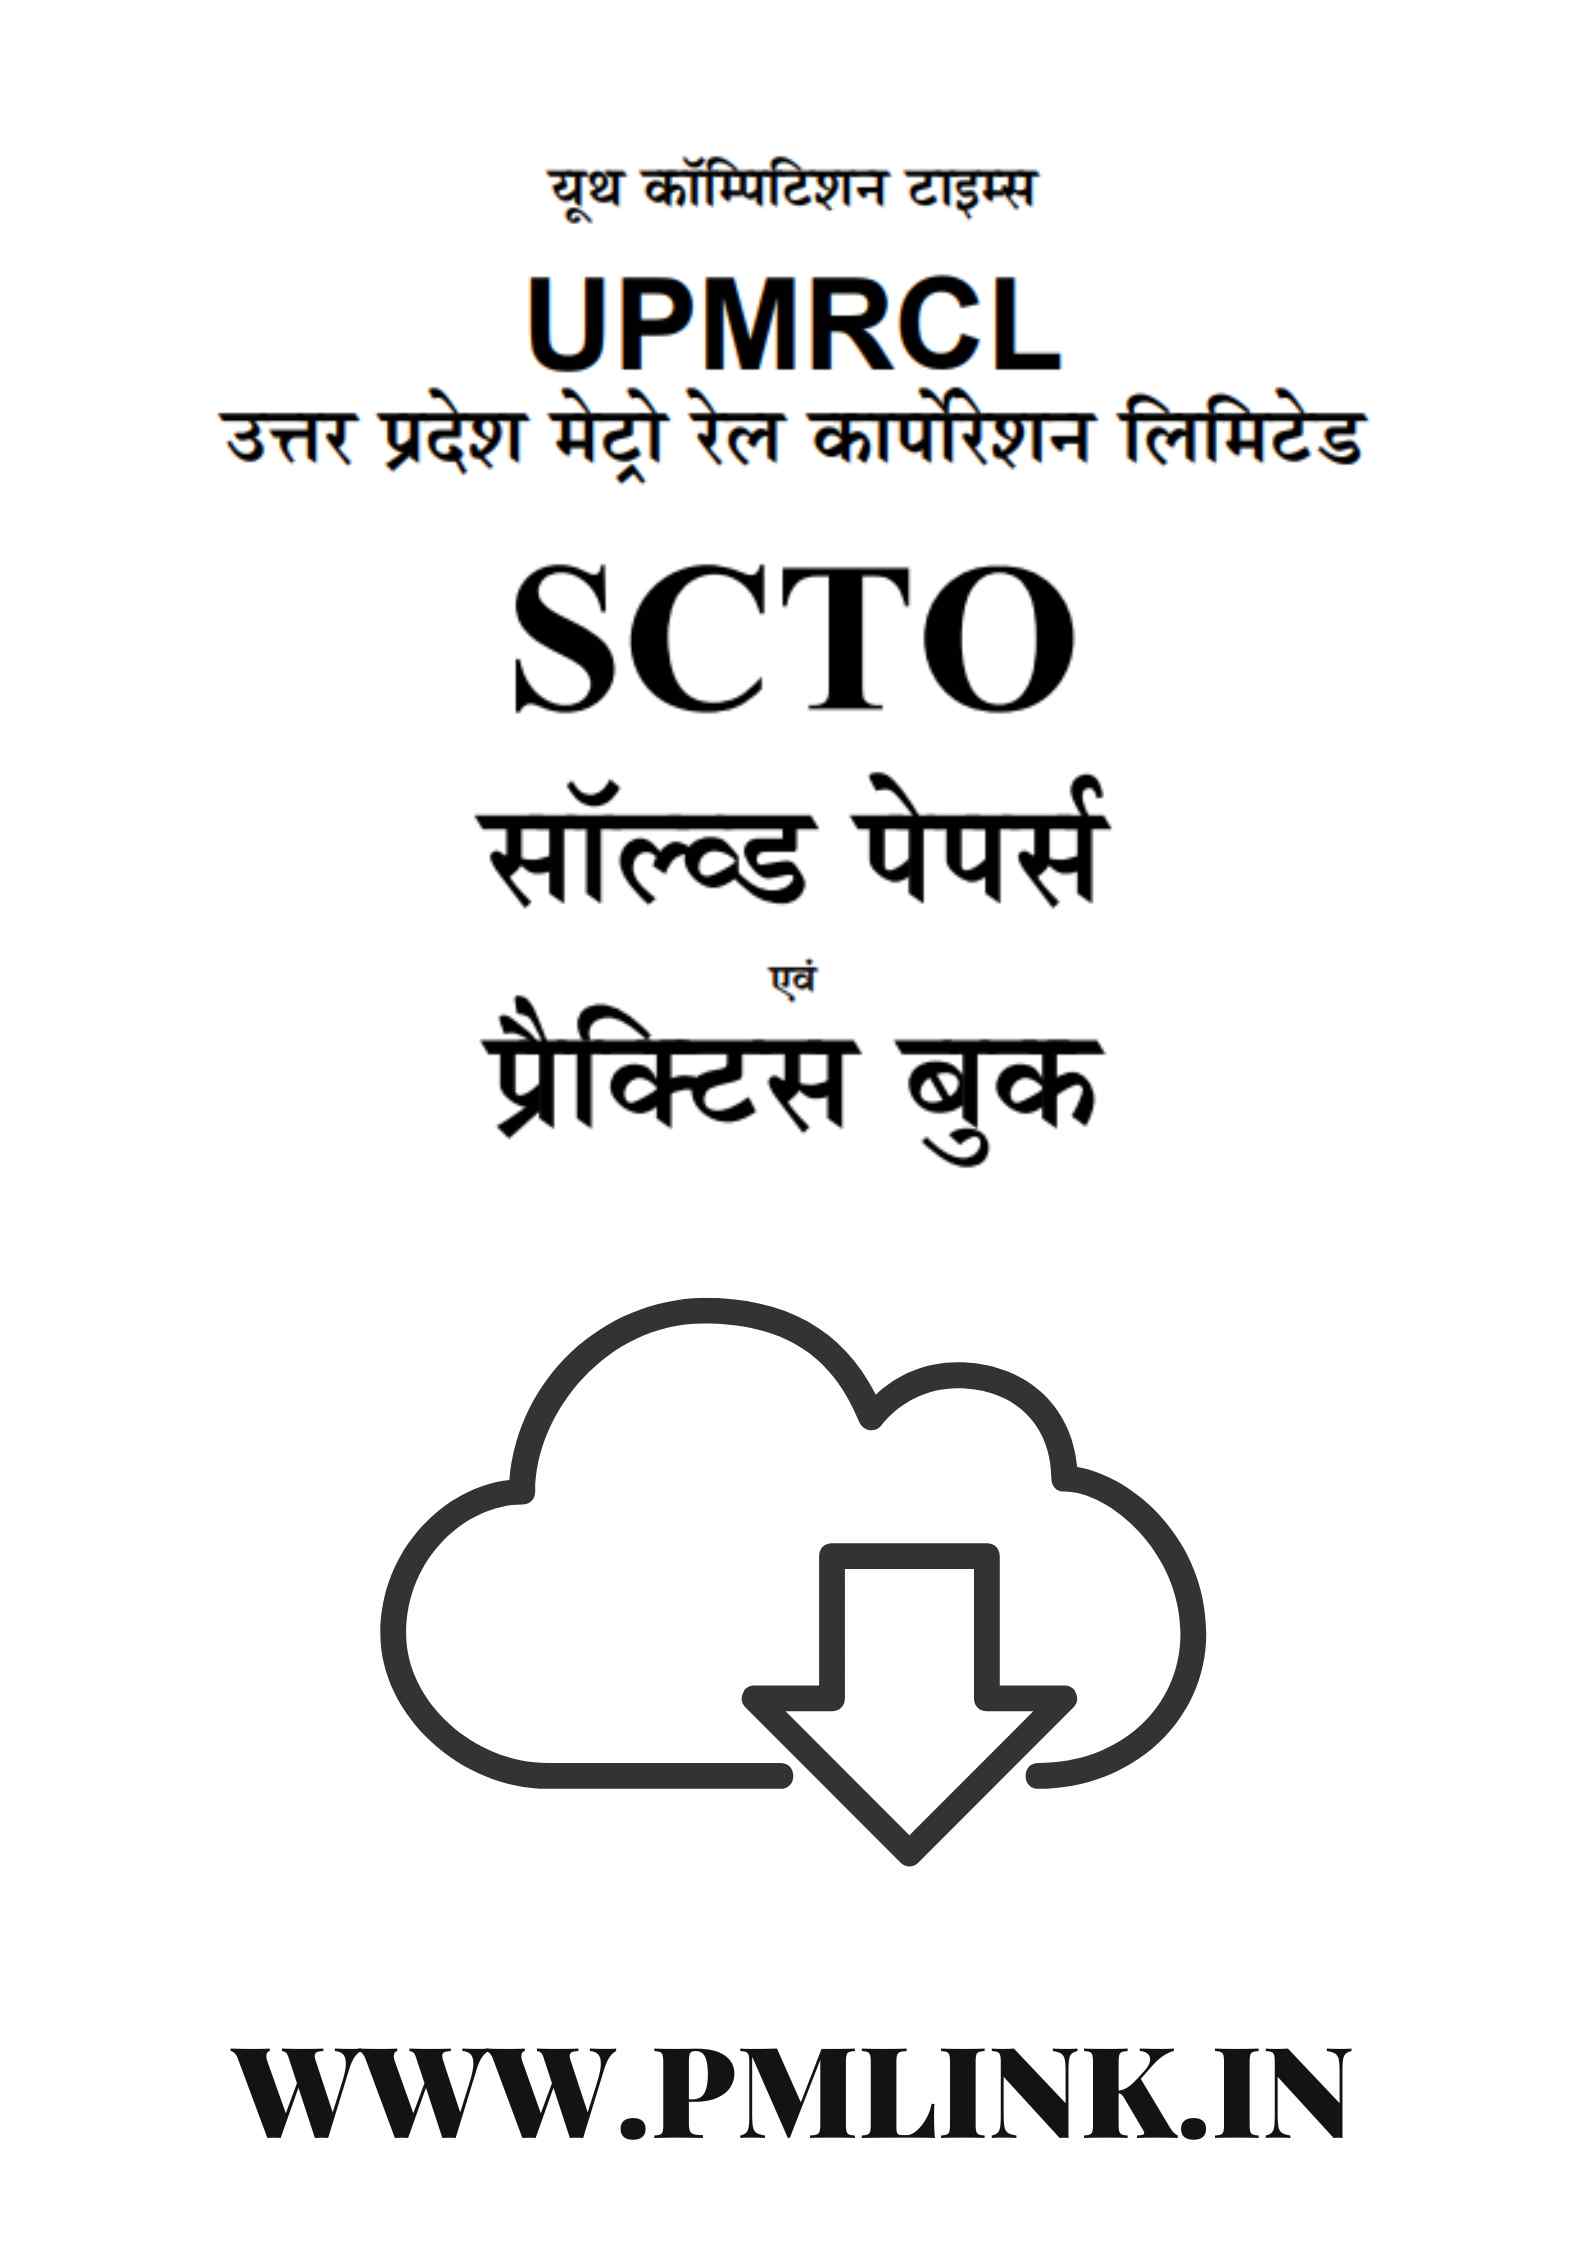 यूथ कॉम्पिटिशन टाइम्स
UPMRCL
उत्तर प्रदेश मेट्रो रेल कार्पोरेशन लिमिटेड
SCTO
सॉल्व्ड पेपर्स
एवं
प्रैक्टिस बुक
WWW.PMLINK.IN